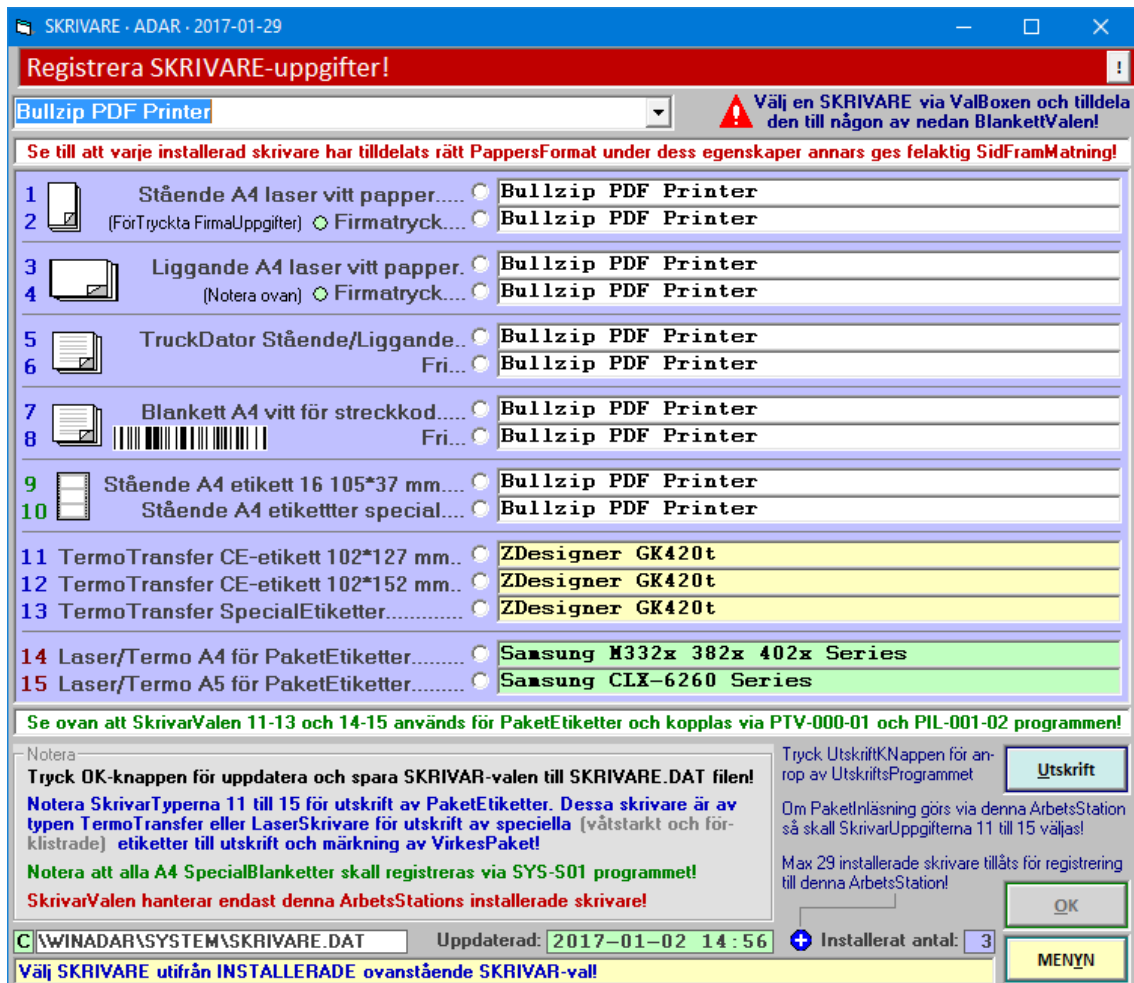 SKRIVARE - ADAR - 2017-01-29
Registrera SKRIVARE-uppgifter!
!
Bullzip PDF Printer
Välj en SKRIVARE via ValBoxen och tilldela
den till någon av nedan BlankettValen!
Se till att varje installerad skrivare har tilldelats rätt PappersFormat under dess egenskaper annars ges felaktig SidFramMatning!
1 Stående A4 laser vitt papper..... Bullzip PDF Printer
2 (FörTryckta FirmaUppgifter) Firmatryck.... Bullzip PDF Printer
3 Liggande A4 laser vitt papper. Bullzip PDF Printer
4 (Notera ovan) Firmatryck.... Bullzip PDF Printer
5 TruckDator Stående/Liggande.. Bullzip PDF Printer
6 Fri... Bullzip PDF Printer
7 Blankett A4 vitt för streckkod..... Bullzip PDF Printer
8 Fri... Bullzip PDF Printer
9 Stående A4 etikett 16 105*37 mm.... Bullzip PDF Printer
10 Stående A4 etikettter special.... Bullzip PDF Printer
11 TermoTransfer CE-etikett 102*127 mm.. ZDesigner GK420t
12 TermoTransfer CE-etikett 102*152 mm.. ZDesigner GK420t
13 TermoTransfer SpecialEtiketter............. ZDesigner GK420t
14 Laser/Termo A4 för PaketEtiketter......... Samsung M332x 382x 402x Series
15 Laser/Termo A5 för PaketEtiketter......... Samsung CLX-6260 Series
Se ovan att SkrivarValen 11-13 och 14-15 används för PaketEtiketter och kopplas via PTV-000-01 och PIL-001-02 programmen!
Notera
Tryck OK-knappen för uppdatera och spara SKRIVAR-valen till SKRIVARE.DAT filen!
Notera SkrivarTyperna 11 till 15 för utskrift av PaketEtiketter. Dessa skrivare är av
typen TermoTransfer eller LaserSkrivare för utskrift av speciella (våtstarkt och för-
klistrade) etiketter till utskrift och märkning av VirkesPaket!
Notera att alla A4 SpecialBlanketter skall registreras via SYS-S01 programmet!
SkrivarValen hanterar endast denna ArbetsStations installerade skrivare!
Tryck UtskriftKNappen för an-
rop av UtskriftsProgrammet
Utskrift
Om PaketInläsning görs via denna ArbetsStation
så skall SkrivarUppgifterna 11 till 15 väljas!
Max 29 installerade skrivare tillåts för registrering
till denna ArbetsStation!
OK
C \WINADAR\SYSTEM\SKRIVARE.DAT Uppdaterad: 2017-01-02 14:56 Installerat antal: 3
MENYN
Välj SKRIVARE utifrån INSTALLERADE ovanstående SKRIVAR-val!